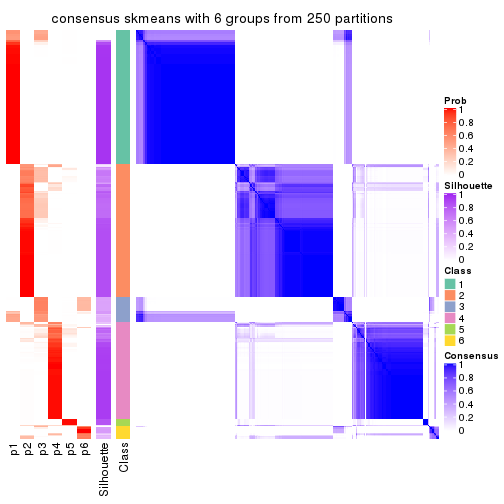 consensus skmeans with 6 groups from 250 partitions
Prob
1
0.8
0.6
0.4
0.2
0
Silhouette
1
0.8
0.6
0.4
0.2
0
Class
1
2
3
4
5
6
Consensus
1
0.8
0.6
0.4
0.2
0
p1
p2
p3
p4
p5
p6
Silhouette
Class